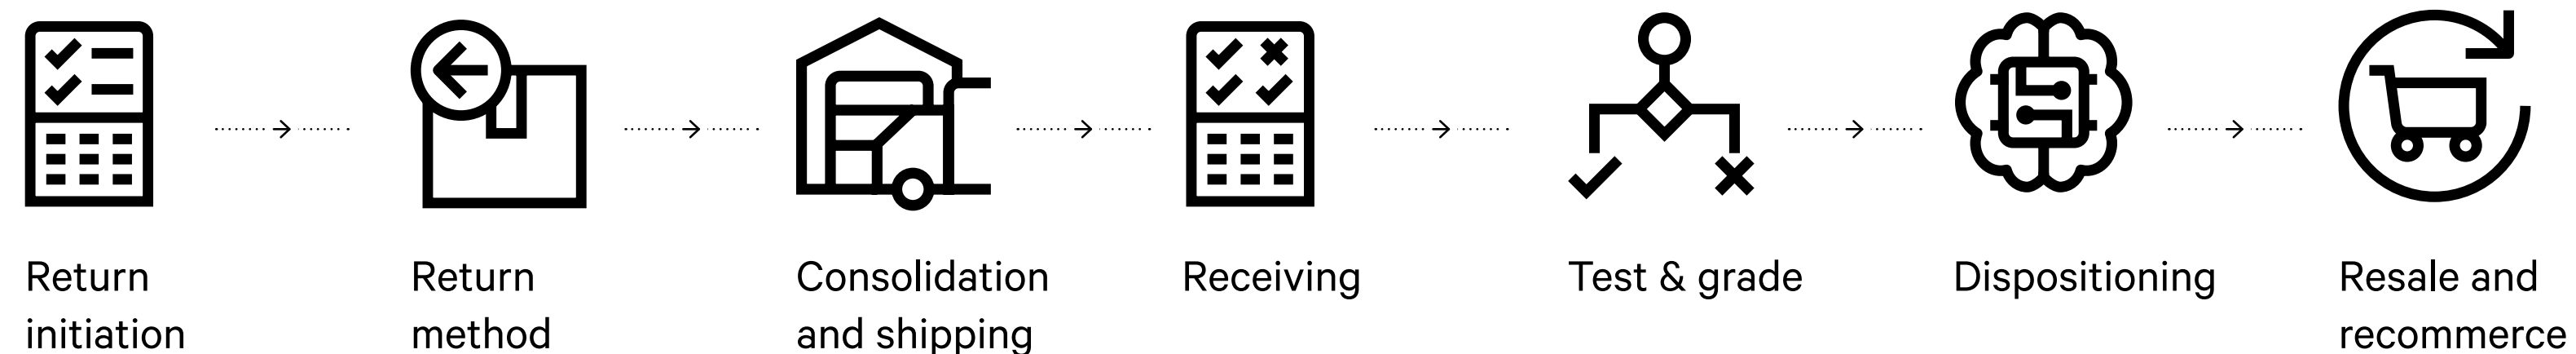 Return
initiation
Return
method
Consolidation
and shipping
Receiving
Test & grade
Dispositioning
Resale and
recommerce